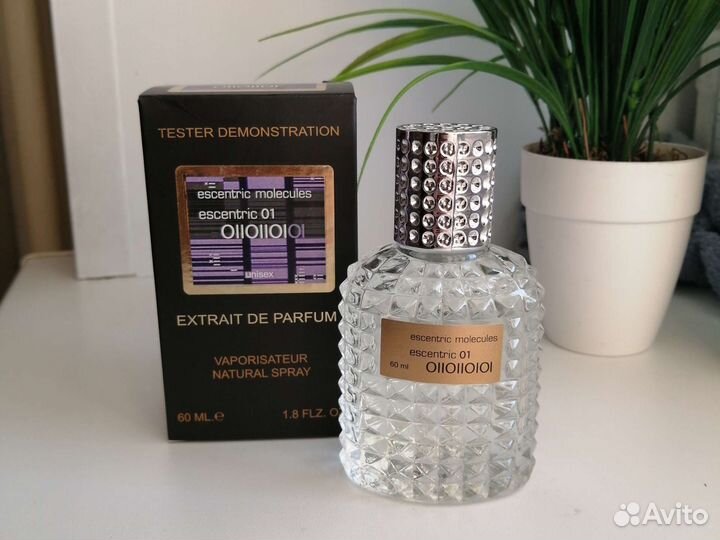 TESTER DEMONSTRATION
escentric molecules
escentric 01
OIIOIIOIOI
unisex
EXTRAIT DE PARFUM
VAPORISATEUR
NATURAL SPRAY
60 ML.e
1.8 FLZ. O
escentric molecules
escentric 01
60 ml
OIIOIIOIOI
Avito